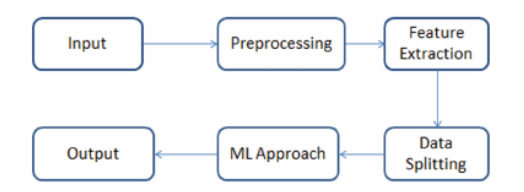 Input
Preprocessing
Feature
Extraction
Data
Splitting
ML Approach
Output